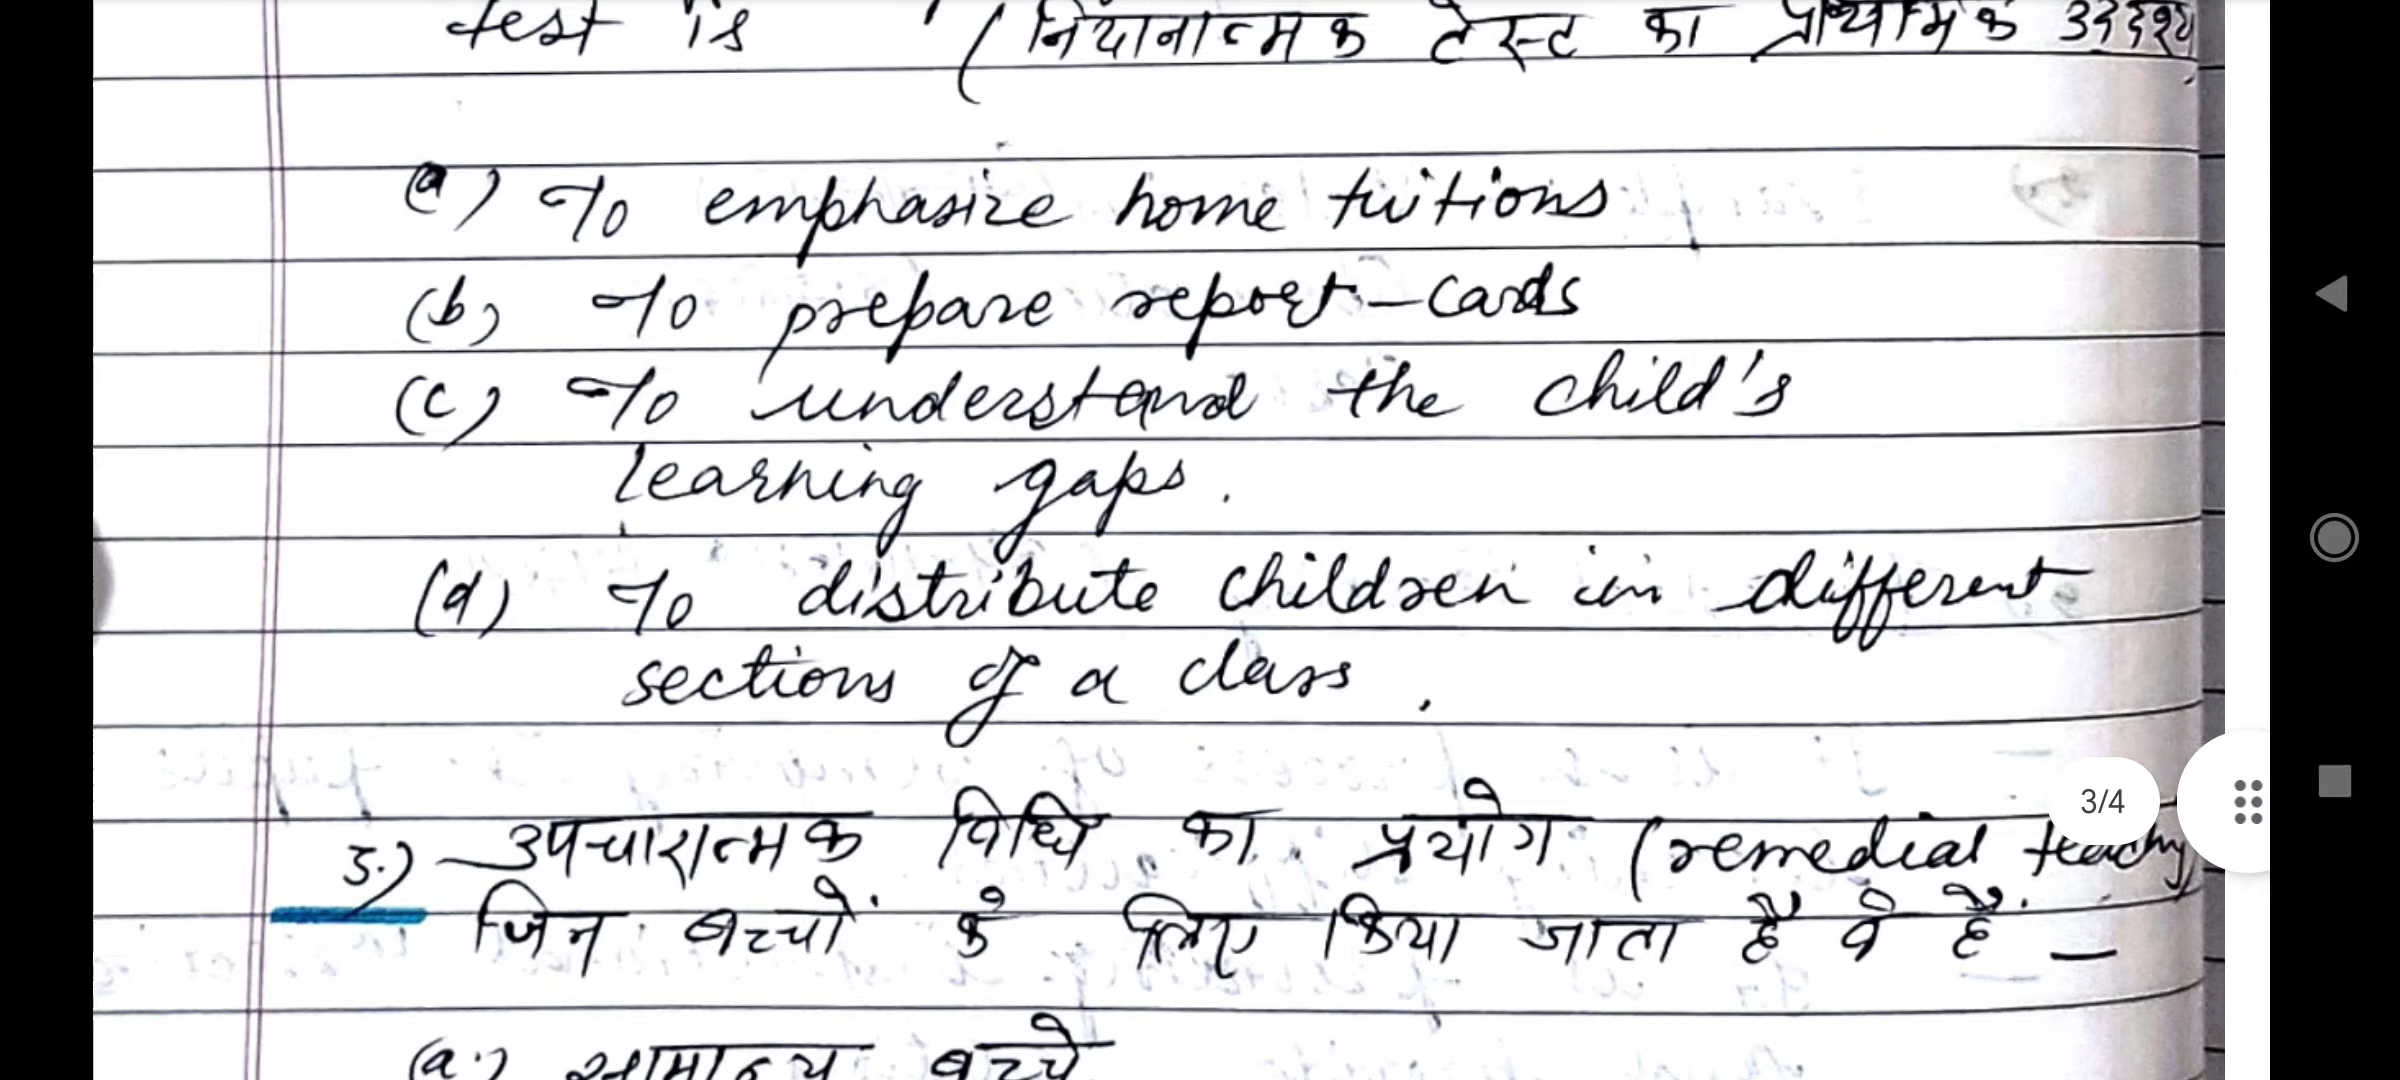 test is (निदानात्मक टेस्ट का प्राथमिक उद्देश्य
(a) To emphasize home tuitions
(b) To prepare report-cards
(c) To understand the child's
learning gaps.
(d) To distribute children in different
sections of a class.
3/4
3.) उपचारात्मक विधि का प्रयोग (remedial teaching)
जिन बच्चों के लिए किया जाता है वे हैं –
(a.) सामान्य बच्चे